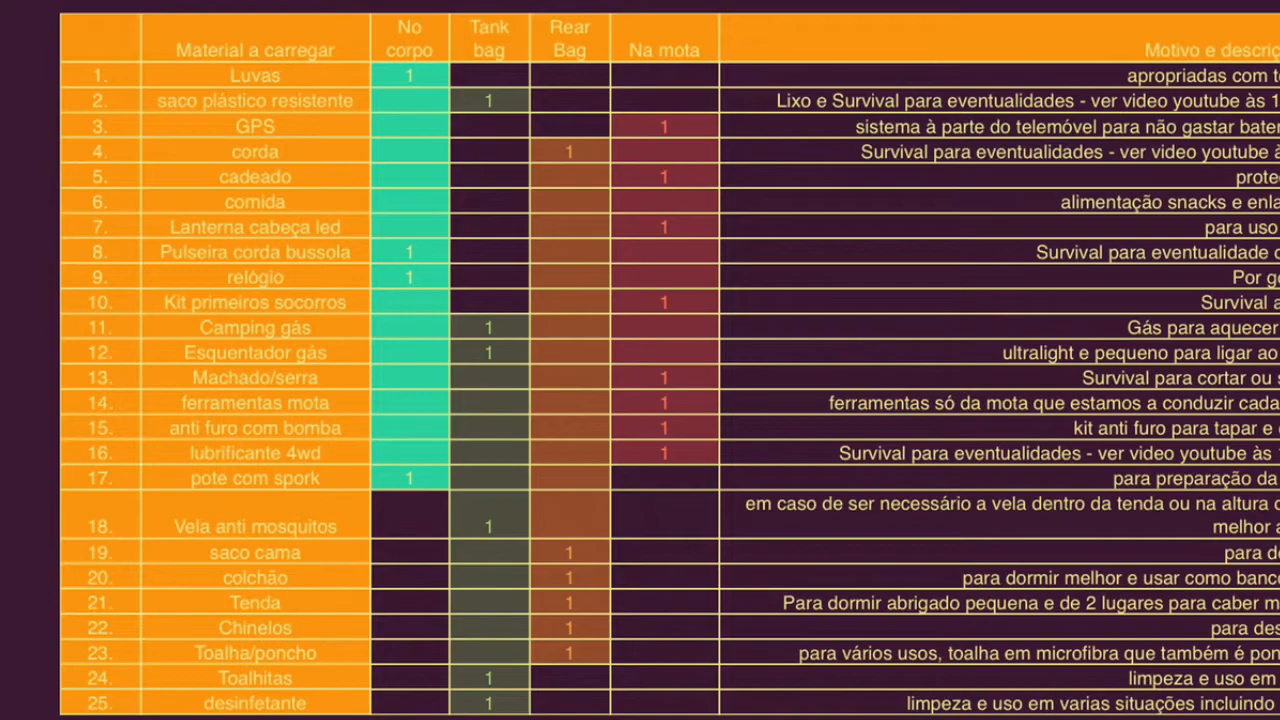 Material a carregar No corpo Tank bag Rear Bag Na mota Motivo e
1. Luvas 1 apropriadas com
2. saco plástico resistente 1 Lixo e Survival para eventualidades - ver video youtube às
3. GPS 1 sistema à parte do telemóvel para não gastar
4. corda 1 Survival para eventualidades - ver video youtube
5. cadeado 1
6. comida alimentação snacks e
7. Lanterna cabeça led 1 para uso
8. Pulseira corda bussola 1 Survival para eventualidade
9. relógio 1 Por
10. Kit primeiros socorros 1 Survival
11. Camping gás 1 Gás para aquecer
12. Esquentador gás 1 ultralight e pequeno para ligar ao
13. Machado/serra 1 Survival para cortar ou
14. ferramentas mota 1 ferramentas só da mota que estamos a conduzir cada
15. anti furo com bomba 1 kit anti furo para tapar e
16. lubrificante 4wd 1 Survival para eventualidades - ver video youtube às
17. pote com spork 1 para preparação da
em caso de ser necessário a vela dentro da tenda ou na altura
18. Vela anti mosquitos 1 melhor
19. saco cama 1 para
20. colchão 1 para dormir melhor e usar como banco
21. Tenda 1 Para dormir abrigado pequena e de 2 lugares para caber
22. Chinelos 1 para
23. Toalha/poncho 1 para vários usos, toalha em microfibra que também é
24. Toalhitas 1 limpeza e uso em
25. desinfetante 1 limpeza e uso em varias situações incluindo